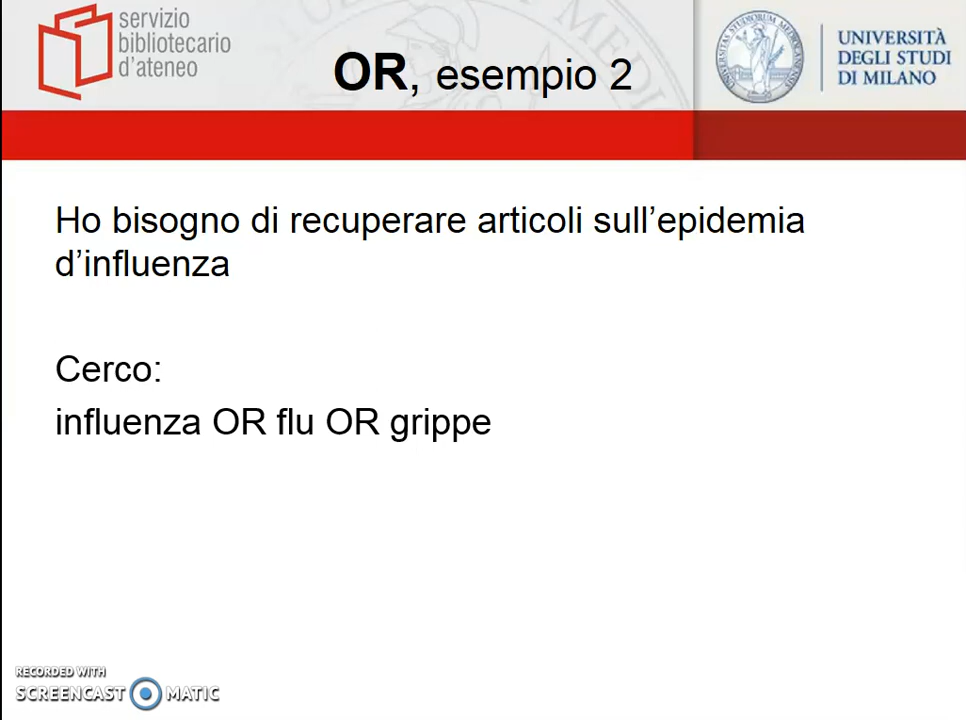 servizio
bibliotecario
d'ateneo
OR, esempio 2
UNIVERSITÀ
DEGLI STUDI
DI MILANO
Ho bisogno di recuperare articoli sull’epidemia
d’influenza
Cerco:
influenza OR flu OR grippe
RECORDED WITH
SCREENCAST MATIC